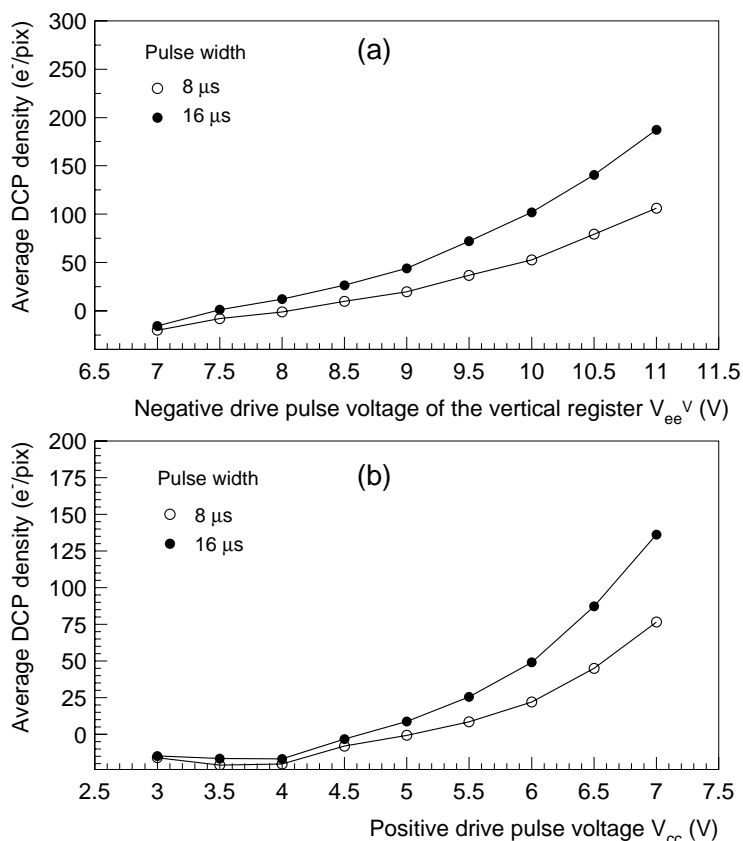 (a)
Pulse width
8 μs
16 μs
Average DCP density (e⁻/pix)
300
250
200
150
100
50
0
6.5 7 7.5 8 8.5 9 9.5 10 10.5 11 11.5
Negative drive pulse voltage of the vertical register V_ee^V (V)
(b)
Pulse width
8 μs
16 μs
Average DCP density (e⁻/pix)
200
175
150
125
100
75
50
25
0
2.5 3 3.5 4 4.5 5 5.5 6 6.5 7 7.5
Positive drive pulse voltage V_cc (V)